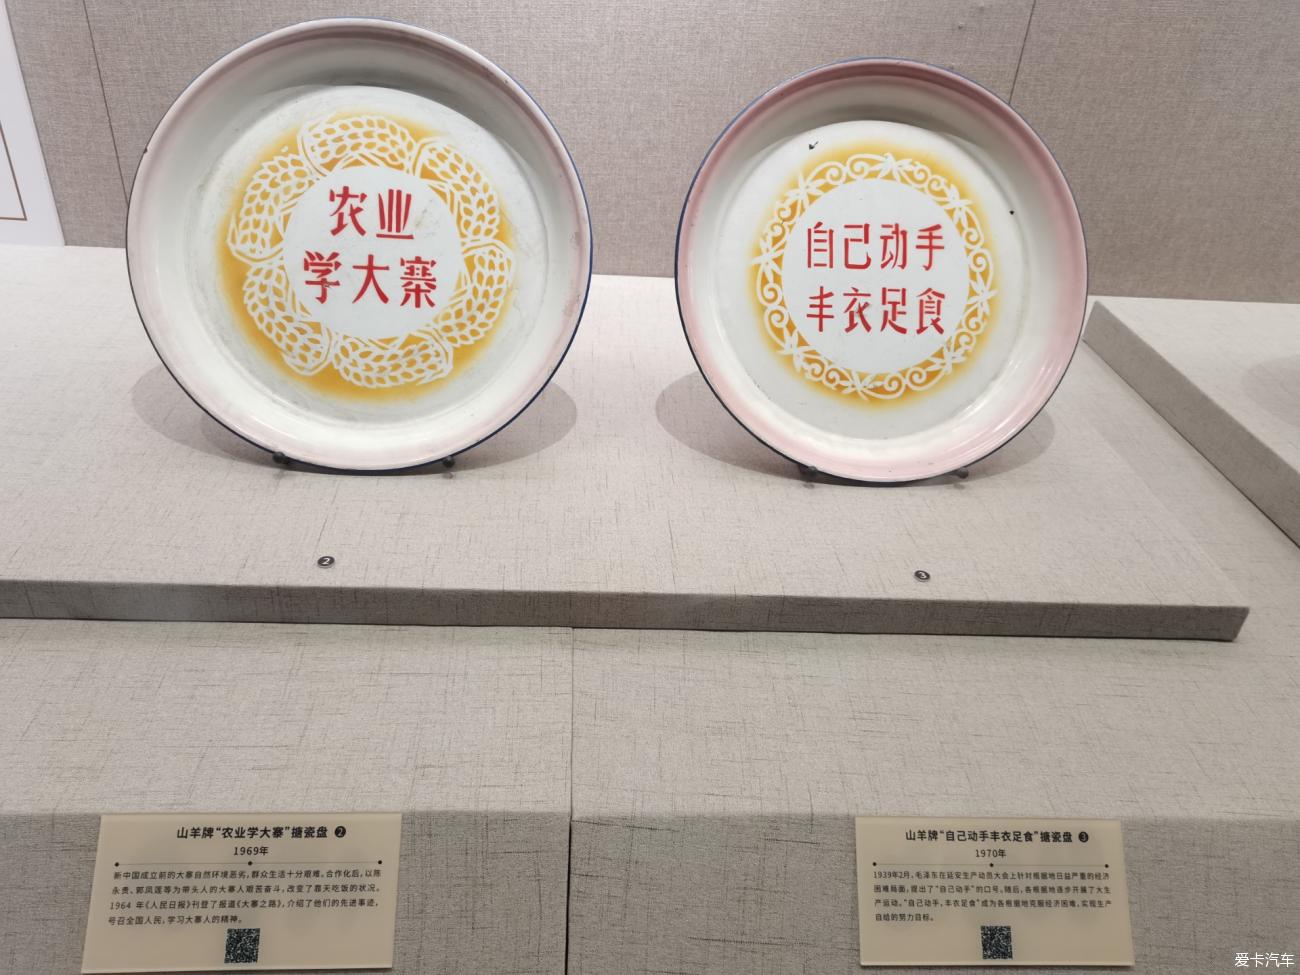 农业
学大寨
自己动手
丰衣足食
2
3
山羊牌“农业学大寨”搪瓷盘 2
1969年
新中国成立前的大寨自然环境恶劣，群众生活十分艰难。合作化后，以陈
永贵、郭凤莲等为带头人的大寨人艰苦奋斗，改变了靠天吃饭的状况。
1964 年《人民日报》刊登了报道《大寨之路》，介绍了他们的先进事迹，
号召全国人民，学习大寨人的精神。
山羊牌“自己动手丰衣足食”搪瓷盘 3
1970年
1939年2月，毛泽东在延安生产动员大会上针对根据地日益严重的经济
困难局面，提出了“自己动手”的口号。随后，各根据地逐步开展了大生
产运动。“自己动手，丰衣足食”成为各根据地克服经济困难，实现生产
自给的努力目标。
爱卡汽车